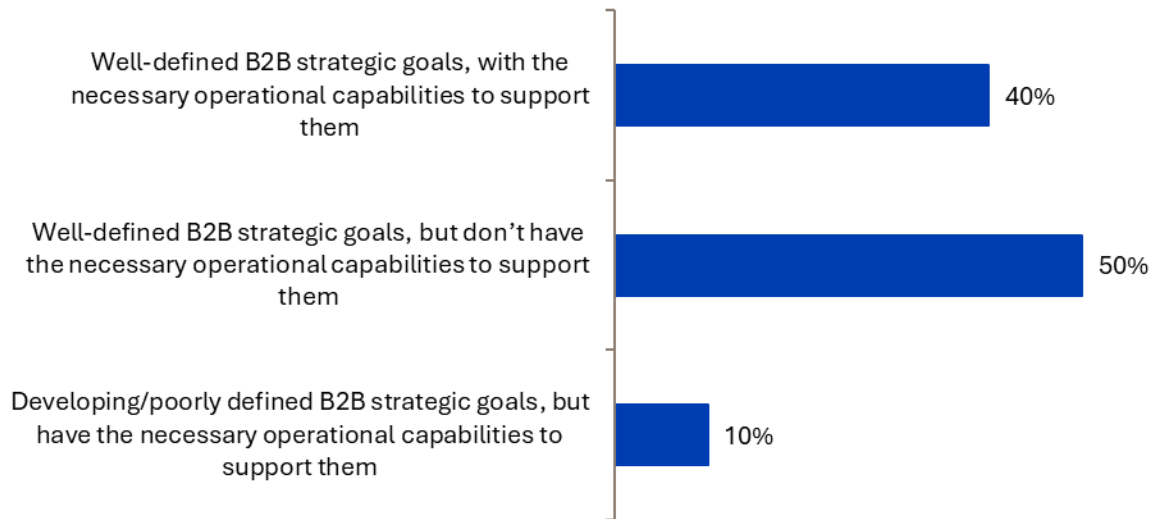 Well-defined B2B strategic goals, with the
necessary operational capabilities to support
them
40%
Well-defined B2B strategic goals, but don’t have
the necessary operational capabilities to support
them
50%
Developing/poorly defined B2B strategic goals, but
have the necessary operational capabilities to
support them
10%